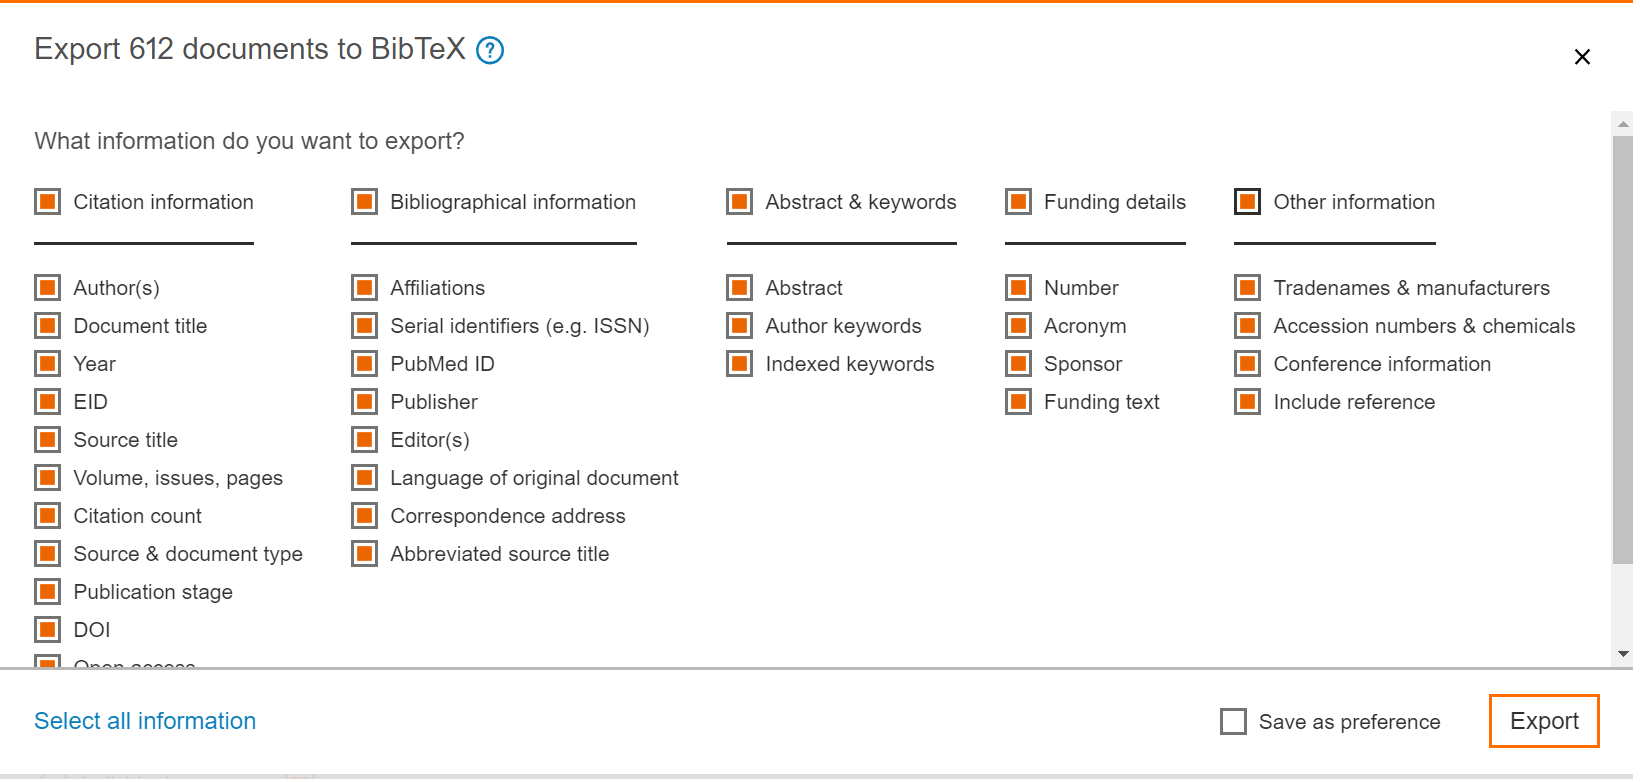 Export 612 documents to BibTeX ?
What information do you want to export?
Citation information
Author(s)
Document title
Year
EID
Source title
Volume, issues, pages
Citation count
Source & document type
Publication stage
DOI
Open access
Bibliographical information
Affiliations
Serial identifiers (e.g. ISSN)
PubMed ID
Publisher
Editor(s)
Language of original document
Correspondence address
Abbreviated source title
Abstract & keywords
Abstract
Author keywords
Indexed keywords
Funding details
Number
Acronym
Sponsor
Funding text
Other information
Tradenames & manufacturers
Accession numbers & chemicals
Conference information
Include reference
Select all information
Save as preference
Export